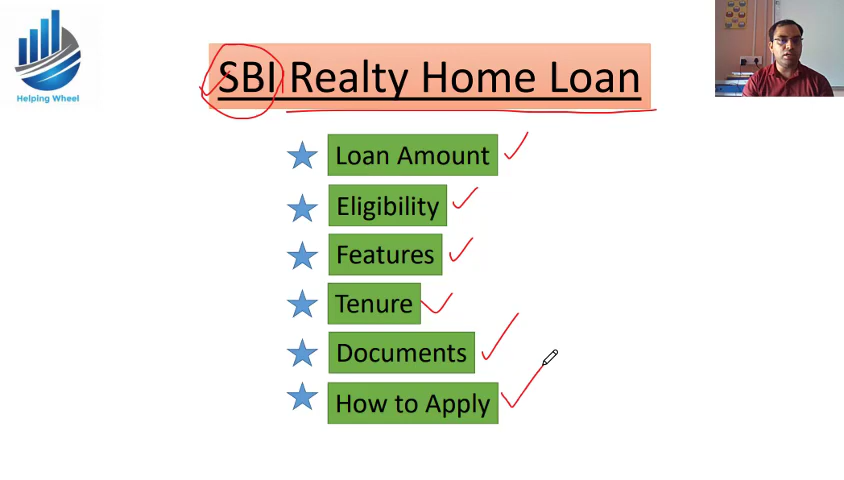 SBI Realty Home Loan
Helping Wheel
Loan Amount
Eligibility
Features
Tenure
Documents
How to Apply